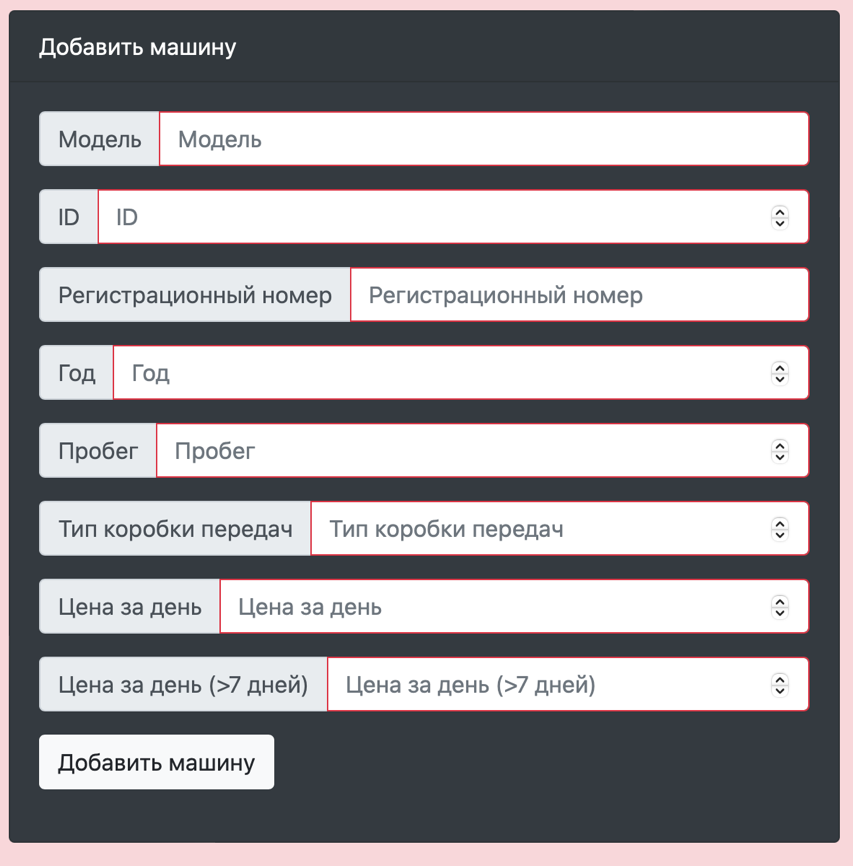 Добавить машину
Модель Модель
ID ID
Регистрационный номер Регистрационный номер
Год Год
Пробег Пробег
Тип коробки передач Тип коробки передач
Цена за день Цена за день
Цена за день (>7 дней) Цена за день (>7 дней)
Добавить машину